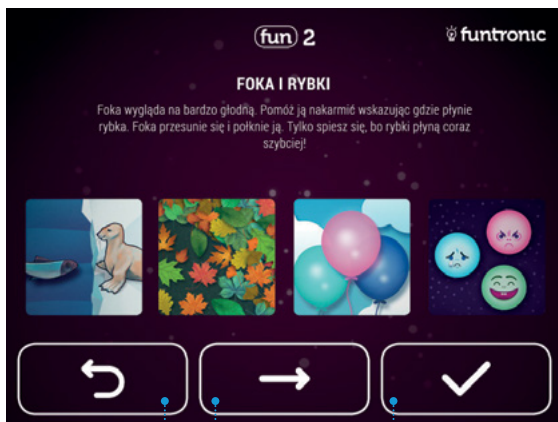 fun 2
funtronic
FOKA I RYBKI
Foka wygląda na bardzo głodną. Pomóż ją nakarmić wskazując gdzie płynie
rybka. Foka przesunie się i połknie ją. Tylko spiesz się, bo rybki płyną coraz
szybciej!